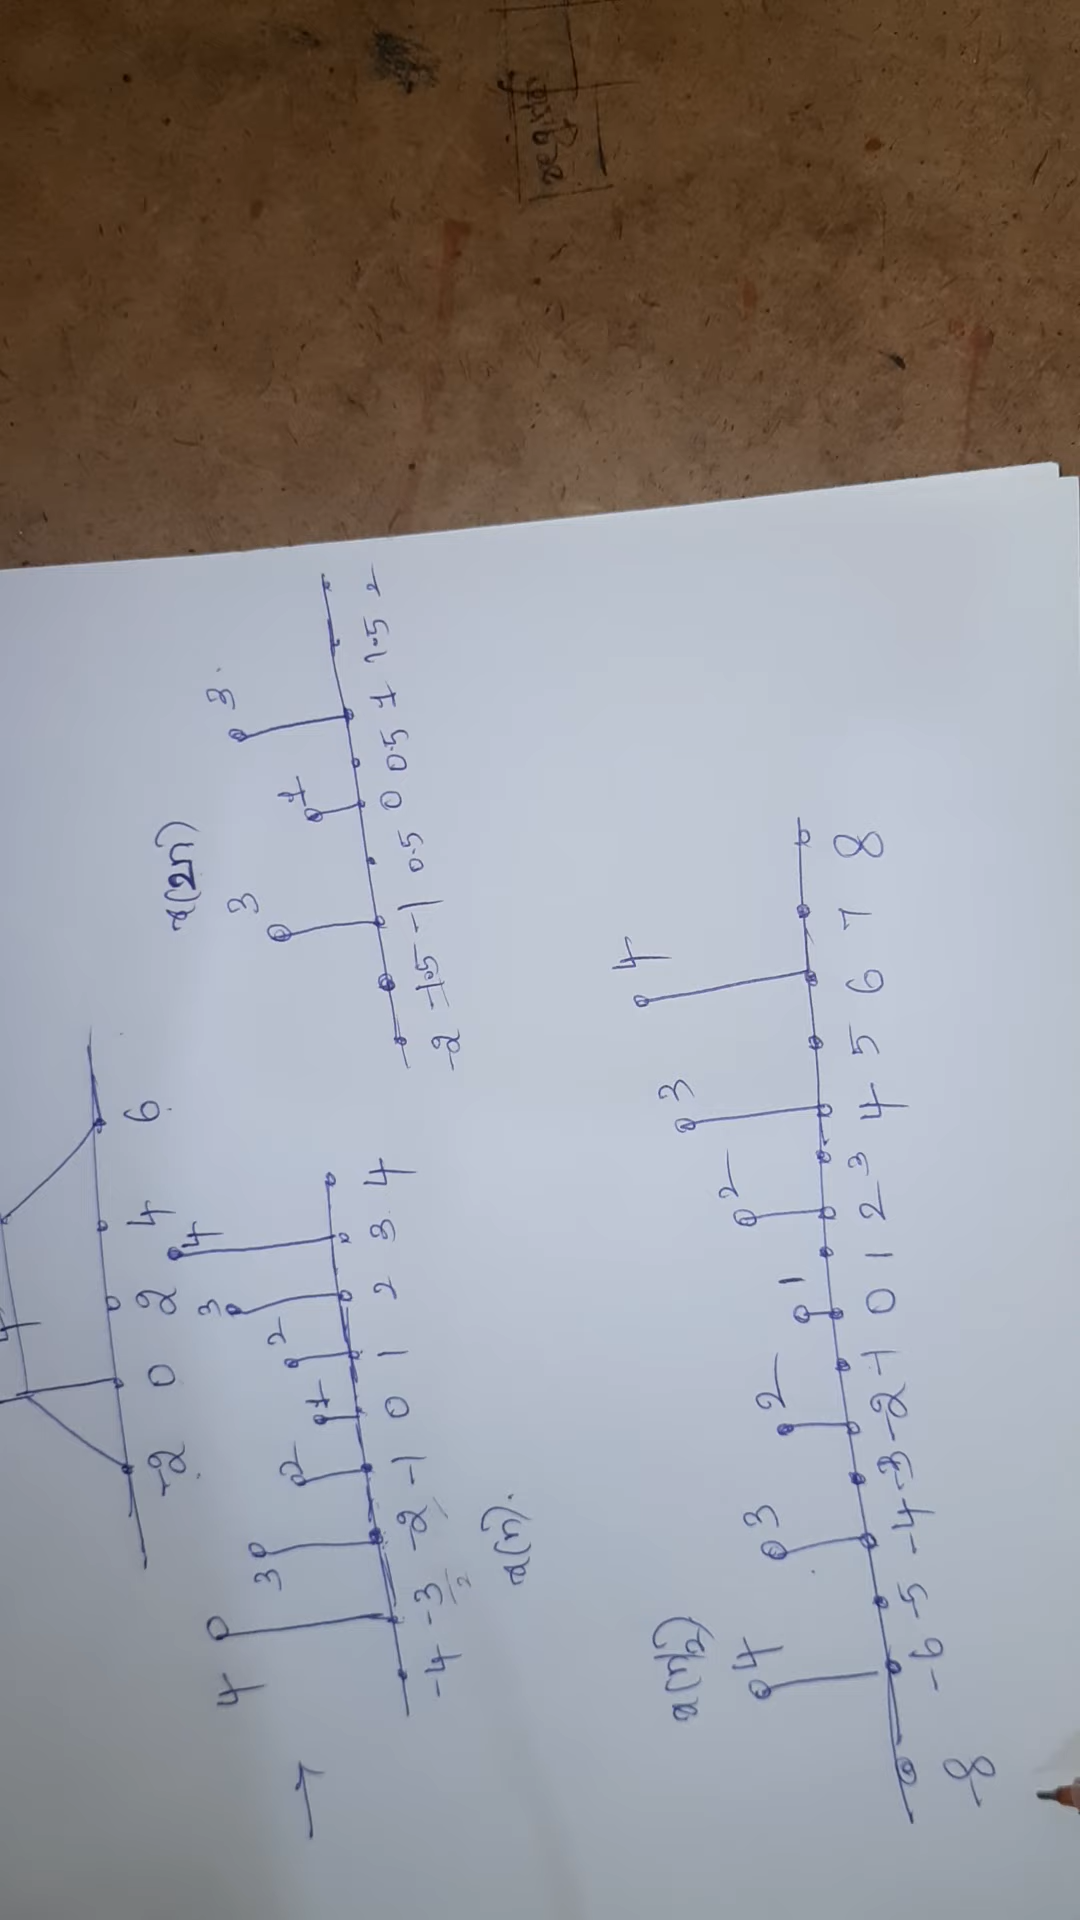 4
-2 0 2 4 6
4 3 2 1 2 3 4
-4 -3 -2 -1 0 1 2 3 4
2
x(n).
x(2n)
3 1 3
-2 -1.5 -1 0.5 0 0.5 1 1.5 2
x(n/2)
4 3 2 1 2 3 4
-8 -6 -5 -4 -3 -2 -1 0 1 2 3 4 5 6 7 8